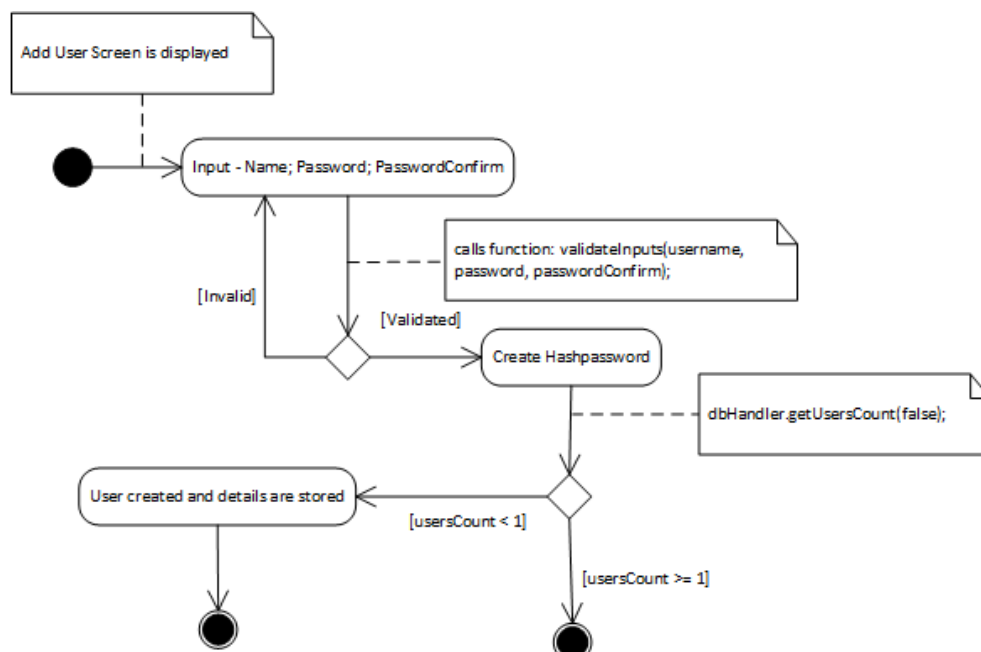 Add User Screen is displayed
Input - Name; Password; PasswordConfirm
calls function: validateInputs(username,
password, passwordConfirm);
[Invalid]
[Validated]
Create Hashpassword
dbHandler.getUsersCount(false);
User created and details are stored
[usersCount < 1]
[usersCount >= 1]